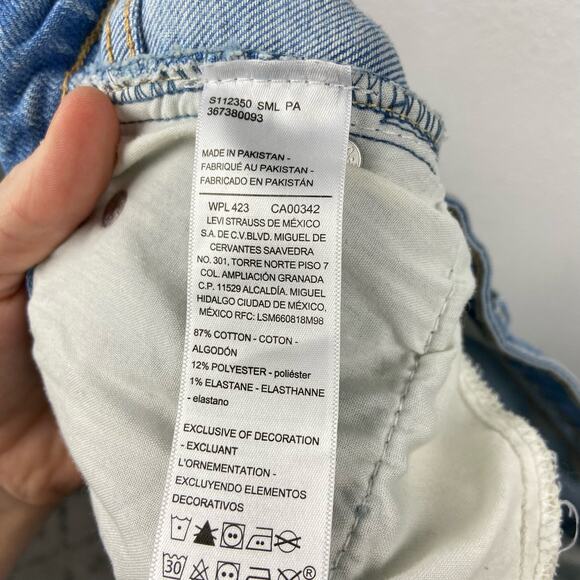 S112350 SML PA
367380093
MADE IN PAKISTAN -
FABRIQUÉ AU PAKISTAN -
FABRICADO EN PAKISTÁN
WPL 423 CA00342
LEVI STRAUSS DE MÉXICO
S.A. DE C.V.BLVD. MIGUEL DE
CERVANTES SAAVEDRA
NO. 301, TORRE NORTE PISO 7
COL. AMPLIACIÓN GRANADA
C.P. 11529 ALCALDÍA. MIGUEL
HIDALGO CIUDAD DE MÉXICO,
MÉXICO RFC: LSM660818M98
87% COTTON - COTON -
ALGODÓN
12% POLYESTER - poliéster
1% ELASTANE - ELASTHANNE
- elastano
EXCLUSIVE OF DECORATION
- EXCLUANT
L'ORNEMENTATION -
EXCLUYENDO ELEMENTOS
DECORATIVOS
30 P